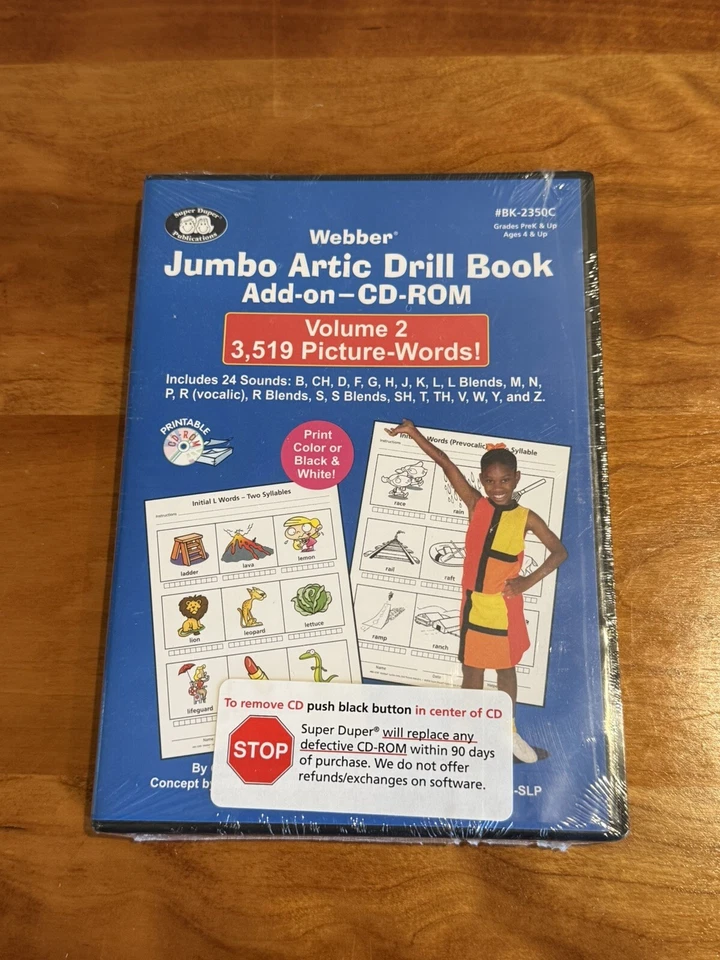 Super Duper®
Publications
#BK-2350C
Grades PreK & Up
Ages 4 & Up
Webber®
Jumbo Artic Drill Book
Add-on–CD-ROM
Volume 2
3,519 Picture-Words!
Includes 24 Sounds: B, CH, D, F, G, H, J, K, L, L Blends, M, N,
P, R (vocalic), R Blends, S, S Blends, SH, T, TH, V, W, Y, and Z.
PRINTABLE
CD-ROM
Print
Color or
Black &
White!
Initial L Words – Two Syllables
ladder
lava
lemon
lion
leopard
lettuce
lifeguard
Words (Prevocalic)
Syllable
race
rain
rail
raft
ramp
ranch
To remove CD push black button in center of CD
STOP
Super Duper® will replace any
defective CD-ROM within 90 days
of purchase. We do not offer
refunds/exchanges on software.
By
Concept by
-SLP